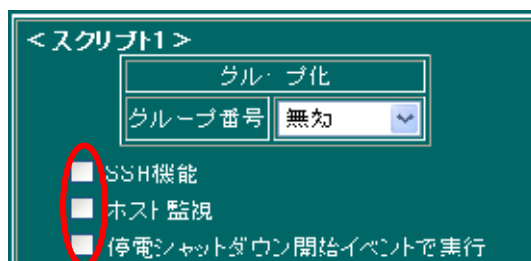 <スクリプト1>
グループ化
グループ番号 無効
SSH機能
ホスト監視
停電シャットダウン開始イベントで実行